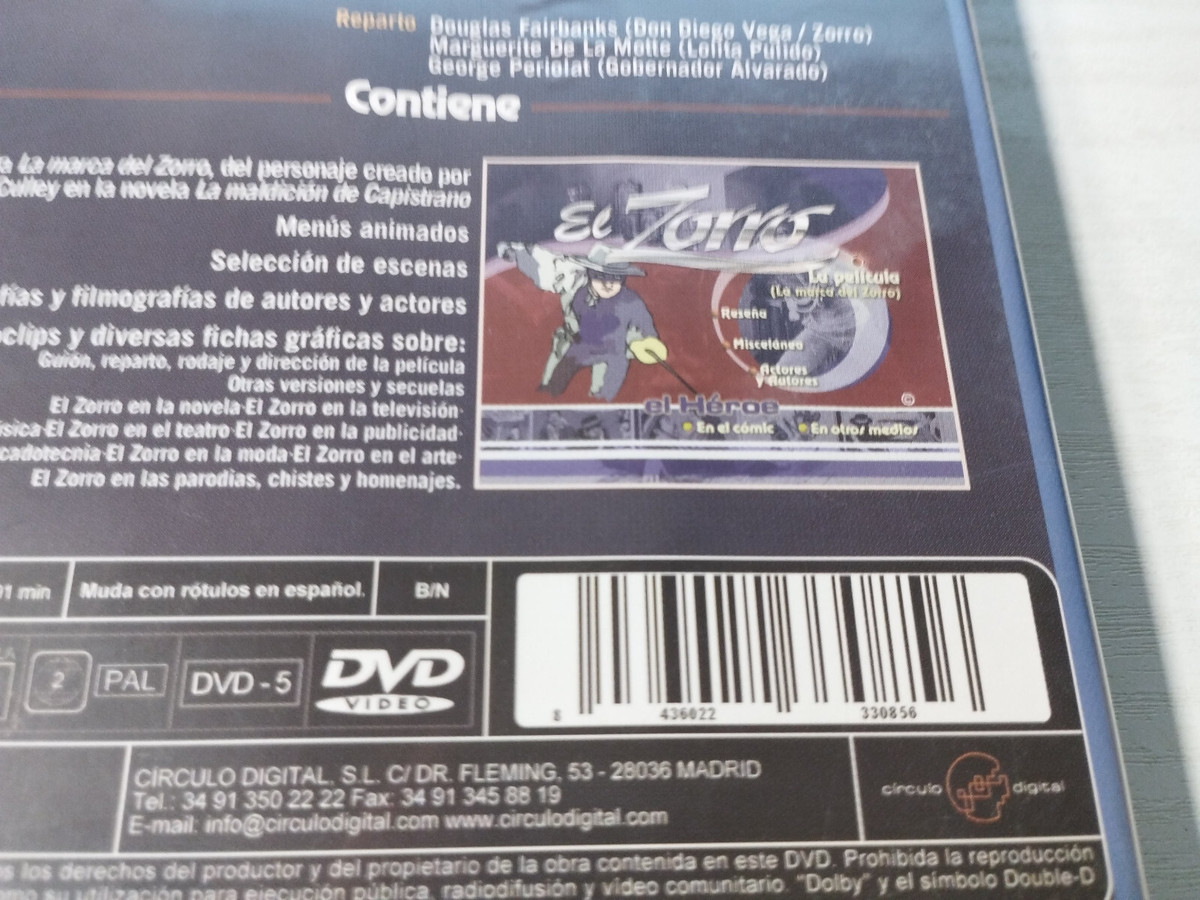 Reparto Douglas Fairbanks (Don Diego Vega / Zorro)
Marguerite De La Motte (Lolita Pulido)
George Periolat (Gobernador Alvarado)
Contiene
La marca del Zorro, del personaje creado por
Culley en la novela La maldición de Capistrano
Menús animados
Selección de escenas
fías y filmografías de autores y actores
clips y diversas fichas gráficas sobre:
Guión, reparto, rodaje y dirección de la película
Otras versiones y secuelas
El Zorro en la novela·El Zorro en la televisión·
sica·El Zorro en el teatro·El Zorro en la publicidad·
cadotecnia·El Zorro en la moda·El Zorro en el arte·
El Zorro en las parodias, chistes y homenajes.
El Zorro
La película
(La marca del Zorro)
Reseña
Miscelánea
Actores
y Autores
©
el Héroe
En el cómic
En otros medios
91 min
Muda con rótulos en español.
B/N
2
PAL
DVD - 5
DVD
VIDEO
8 436022 330856
CÍRCULO DIGITAL, S.L. C/ DR. FLEMING, 53 - 28036 MADRID
Tel.: 34 91 350 22 22 Fax: 34 91 345 88 19
E-mail: info@circulodigital.com www.circulodigital.com
círculo digital
s los derechos del productor y del propietario de la obra contenida en este DVD. Prohibida la reproducción
mo su utilización para ejecución pública, radiodifusión y vídeo comunitario. "Dolby" y el símbolo Double-D